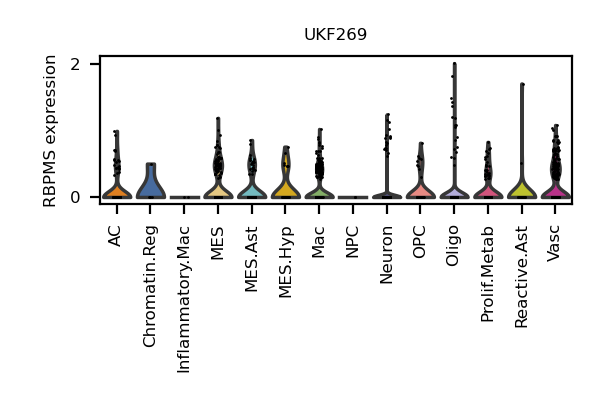 UKF269
RBPMS expression
2
0
AC
Chromatin.Reg
Inflammatory.Mac
MES
MES.Ast
MES.Hyp
Mac
NPC
Neuron
OPC
Oligo
Prolif.Metab
Reactive.Ast
Vasc